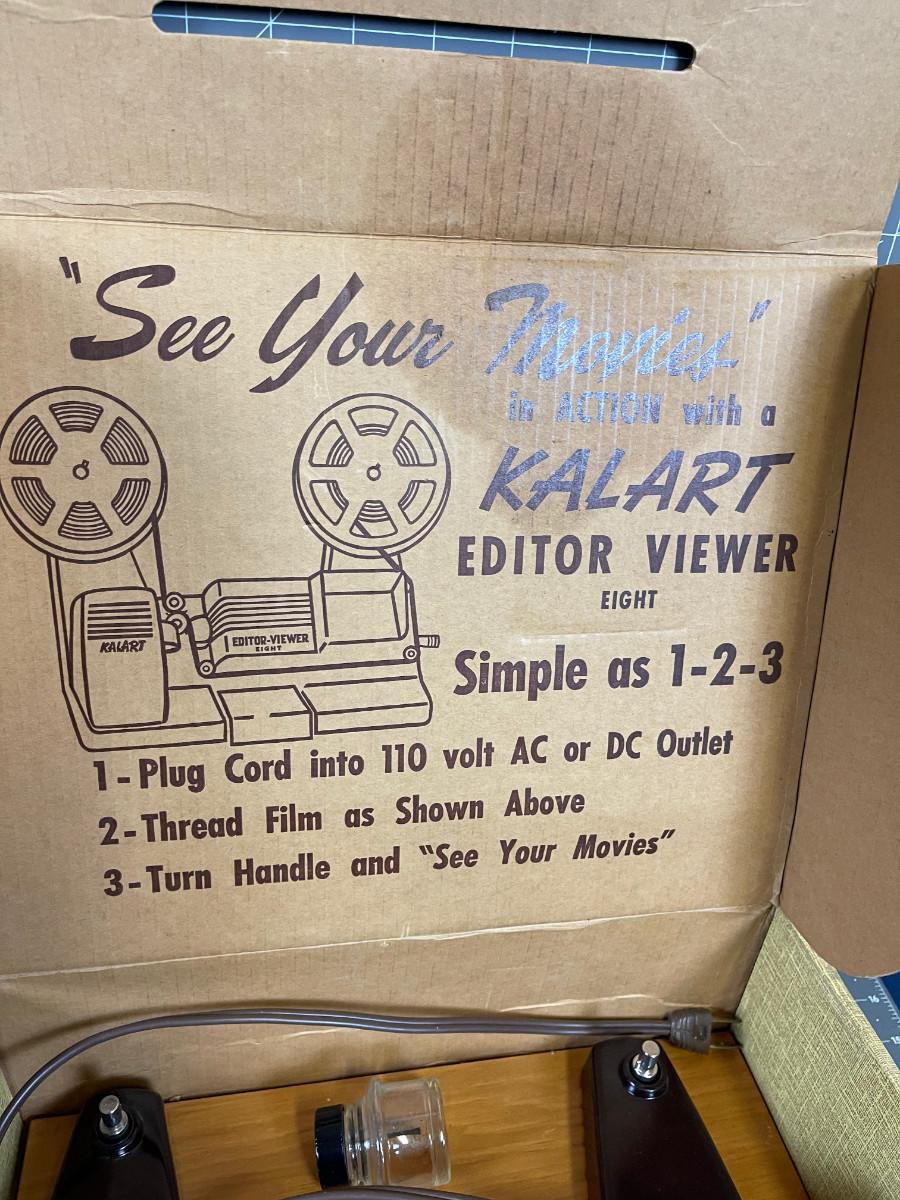 "See Your Movies"
in ACTION with a
KALART
EDITOR VIEWER
EIGHT
KALART
EDITOR-VIEWER
EIGHT
Simple as 1-2-3
1-Plug Cord into 110 volt AC or DC Outlet
2-Thread Film as Shown Above
3-Turn Handle and "See Your Movies"
16
15